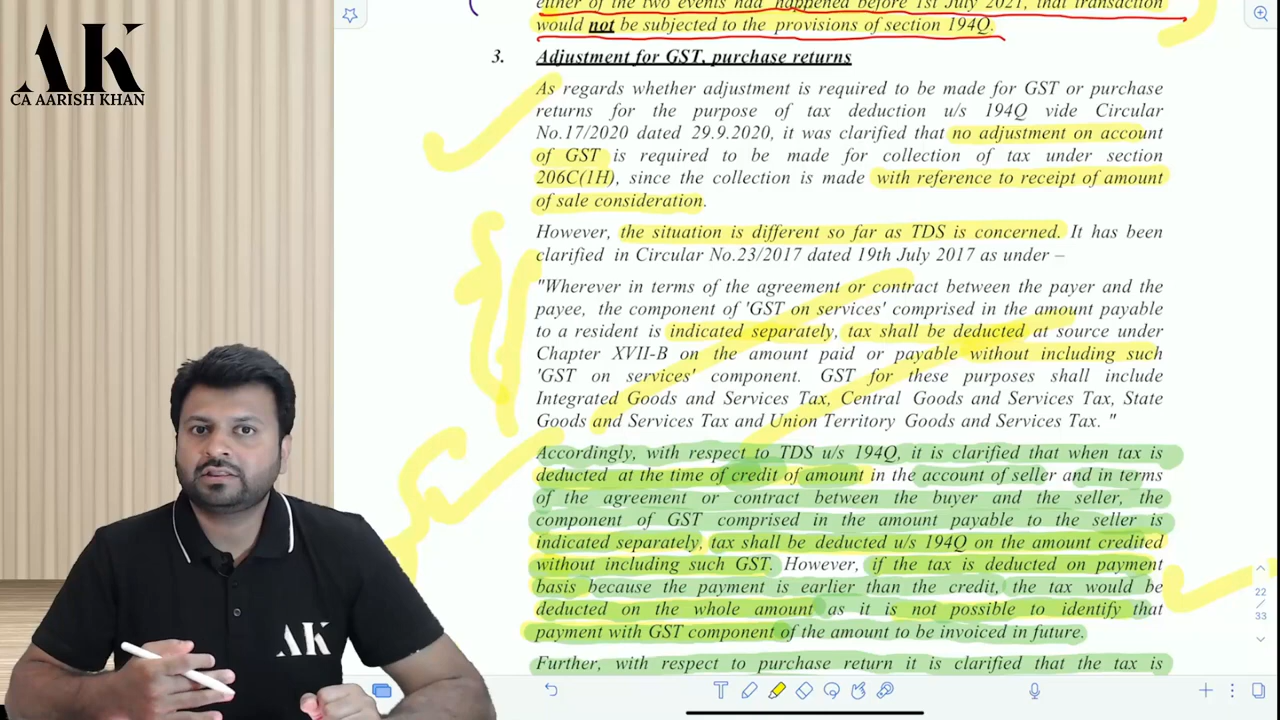 either of the two events had happened before 1st July 2021, that transaction
would not be subjected to the provisions of section 194Q.
AK
CA AARISH KHAN
3. Adjustment for GST, purchase returns
As regards whether adjustment is required to be made for GST or purchase
returns for the purpose of tax deduction u/s 194Q vide Circular
No.17/2020 dated 29.9.2020, it was clarified that no adjustment on account
of GST is required to be made for collection of tax under section
206C(1H), since the collection is made with reference to receipt of amount
of sale consideration.
However, the situation is different so far as TDS is concerned. It has been
clarified in Circular No.23/2017 dated 19th July 2017 as under –
"Wherever in terms of the agreement or contract between the payer and the
payee, the component of 'GST on services' comprised in the amount payable
to a resident is indicated separately, tax shall be deducted at source under
Chapter XVII-B on the amount paid or payable without including such
'GST on services' component. GST for these purposes shall include
Integrated Goods and Services Tax, Central Goods and Services Tax, State
Goods and Services Tax and Union Territory Goods and Services Tax. "
Accordingly, with respect to TDS u/s 194Q, it is clarified that when tax is
deducted at the time of credit of amount in the account of seller and in terms
of the agreement or contract between the buyer and the seller, the
component of GST comprised in the amount payable to the seller is
indicated separately, tax shall be deducted u/s 194Q on the amount credited
without including such GST. However, if the tax is deducted on payment
basis because the payment is earlier than the credit, the tax would be
deducted on the whole amount as it is not possible to identify that
payment with GST component of the amount to be invoiced in future.
Further, with respect to purchase return it is clarified that the tax is
AK
22
/
33
T